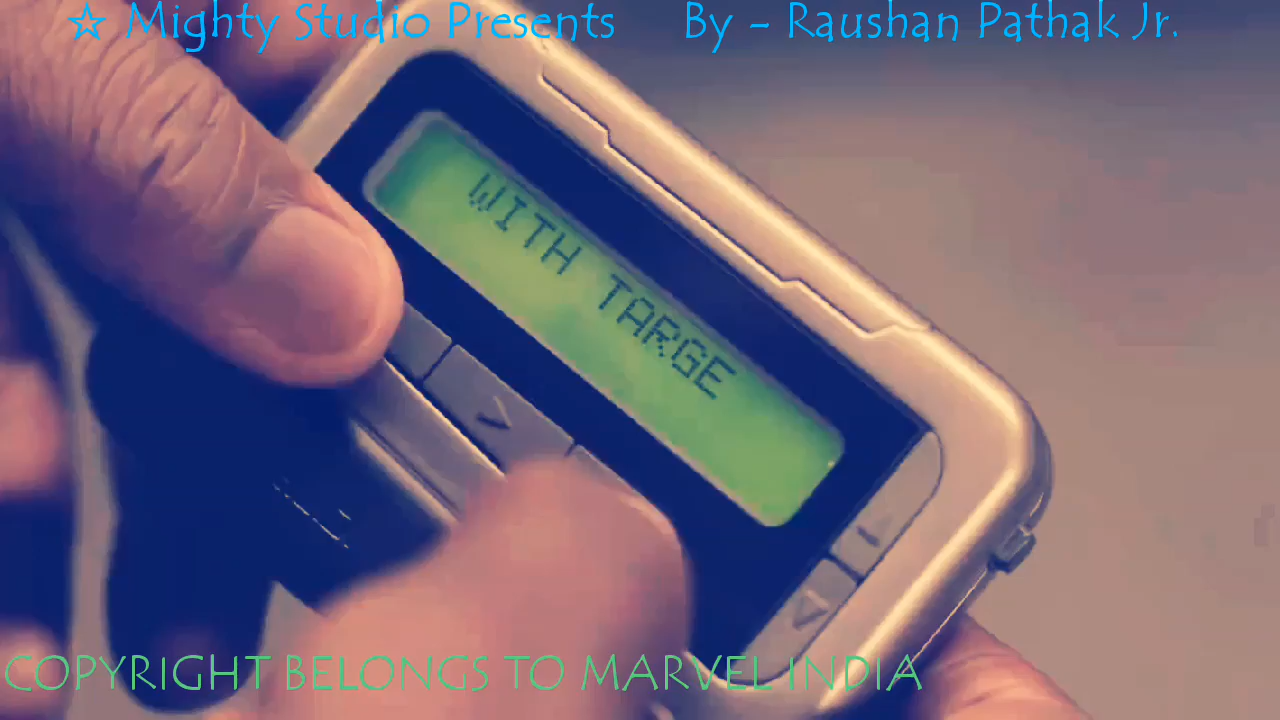 ☆ Mighty Studio Presents By - Raushan Pathak Jr.
WITH TARGE
COPYRIGHT BELONGS TO MARVEL INDIA